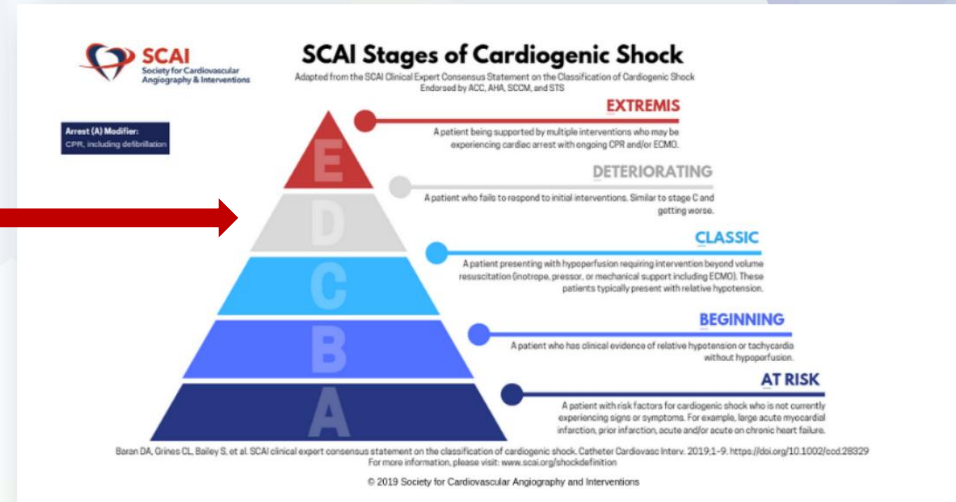 SCAI
Society for Cardiovascular
Angiography & Interventions
SCAI Stages of Cardiogenic Shock
Adapted from the SCAI Clinical Expert Consensus Statement on the Classification of Cardiogenic Shock
Endorsed by ACC, AHA, SCCM, and STS
Arrest (A) Modifier:
CPR, including defibrillation
E
EXTREMIS
A patient being supported by multiple interventions who may be
experiencing cardiac arrest with ongoing CPR and/or ECMO.
D
DETERIORATING
A patient who fails to respond to initial interventions. Similar to stage C and
getting worse.
C
CLASSIC
A patient presenting with hypoperfusion requiring intervention beyond volume
resuscitation (inotrope, pressor, or mechanical support including ECMO). These
patients typically present with relative hypotension.
B
BEGINNING
A patient who has clinical evidence of relative hypotension or tachycardia
without hypoperfusion.
A
AT RISK
A patient with risk factors for cardiogenic shock who is not currently
experiencing signs or symptoms. For example, large acute myocardial
infarction, prior infarction, acute and/or acute on chronic heart failure.
Baran DA, Grines CL, Bailey S, et al. SCAI clinical expert consensus statement on the classification of cardiogenic shock. Catheter Cardiovasc Interv. 2019;1-9. https://doi.org/10.1002/ccd.28329
For more information, please visit: www.scai.org/shockdefinition
© 2019 Society for Cardiovascular Angiography and Interventions